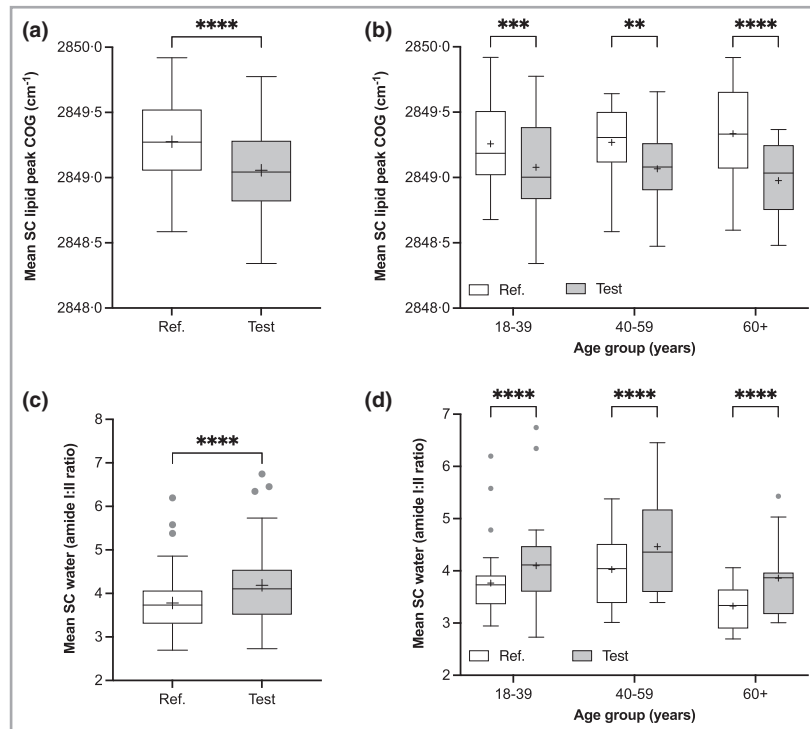 (a)
****
2850·0
2849·5
2849·0
2848·5
2848·0
Mean SC lipid peak COG (cm⁻¹)
Ref.
Test
(b)
***
**
****
2850·0
2849·5
2849·0
2848·5
2848·0
Mean SC lipid peak COG (cm⁻¹)
Ref.
Test
18-39
40-59
60+
Age group (years)
(c)
****
8
7
6
5
4
3
2
Mean SC water (amide I:II ratio)
Ref.
Test
(d)
****
****
****
7
6
5
4
3
2
Mean SC water (amide I:II ratio)
Ref.
Test
18-39
40-59
60+
Age group (years)